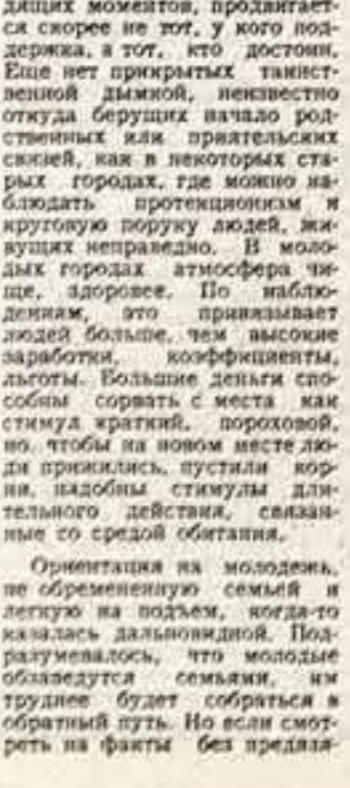 дящих моментов, продвигает-
ся скорее не тот, у кого под-
держка, а тот, кто достоин.
Еще нет прикрытых таинст-
венной дымкой, неизвестно
откуда берущих начало род-
ственных или приятельских
связей, как в некоторых ста-
рых городах, где можно на-
блюдать протекционизм и
круговую поруку людей, жи-
вущих неправедно. В моло-
дых городах атмосфера чи-
ще, здоровее. По наблю-
дениям, это привязывает
людей больше, чем высокие
заработки, коэффициенты,
льготы. Большие деньги спо-
собны сорвать с места как
стимул краткий, пороховой,
но, чтобы на новом месте лю-
ди прижились, пустили кор-
ни, надобны стимулы дли-
тельного действия, связан-
ные со средой обитания.
Ориентация на молодежь,
не обремененную семьей и
легкую на подъем, когда-то
казалась дальновидной. Под-
разумевалось, что молодые
обзаведутся семьями, им
труднее будет собраться в
обратный путь. Но если смот-
реть на факты без предвзя-